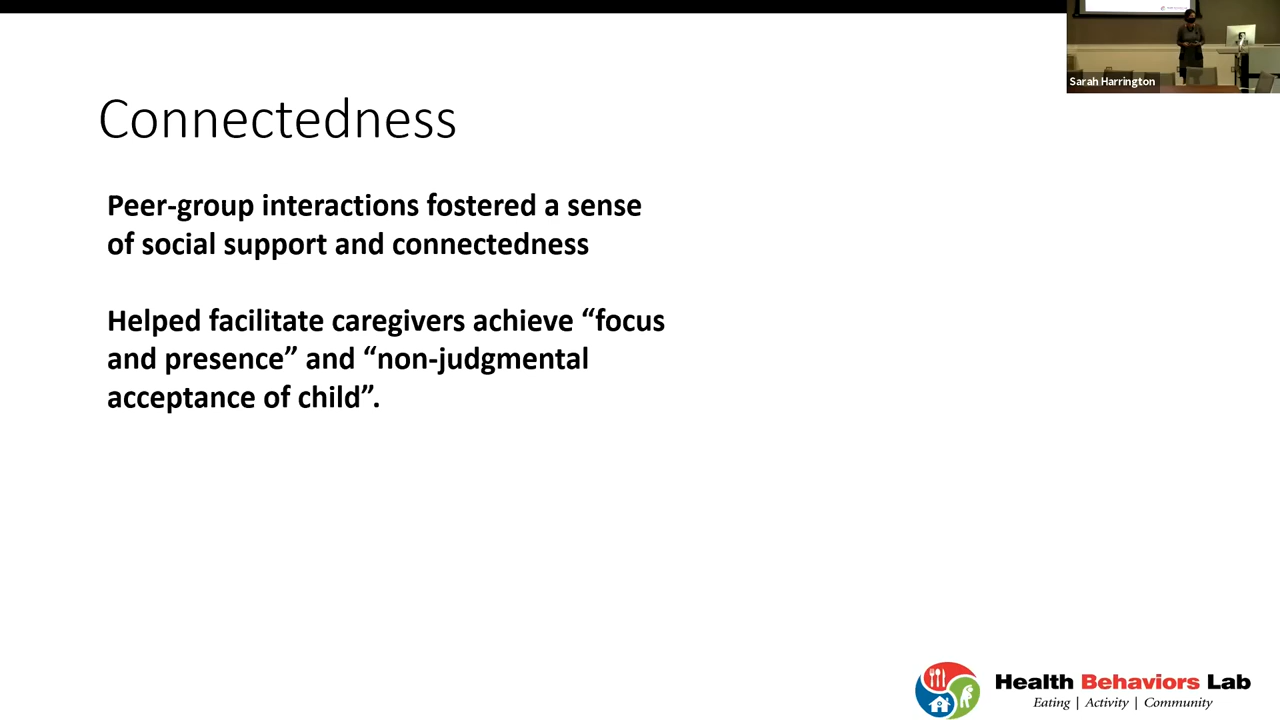 Sarah Harrington
Connectedness
Peer-group interactions fostered a sense
of social support and connectedness
Helped facilitate caregivers achieve “focus
and presence” and “non-judgmental
acceptance of child”.
Health Behaviors Lab
Eating | Activity | Community